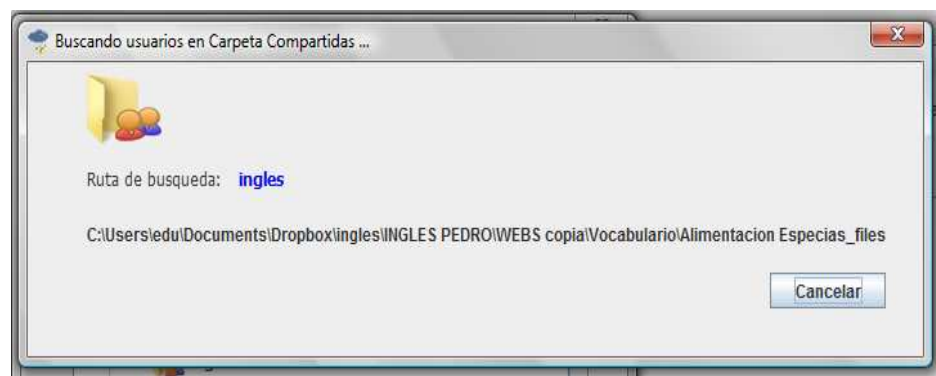 Buscando usuarios en Carpeta Compartidas ...
Ruta de busqueda: ingles
C:\Users\edu\Documents\Dropbox\ingles\INGLES PEDRO\WEBS copia\Vocabulario\Alimentacion Especias_files
Cancelar